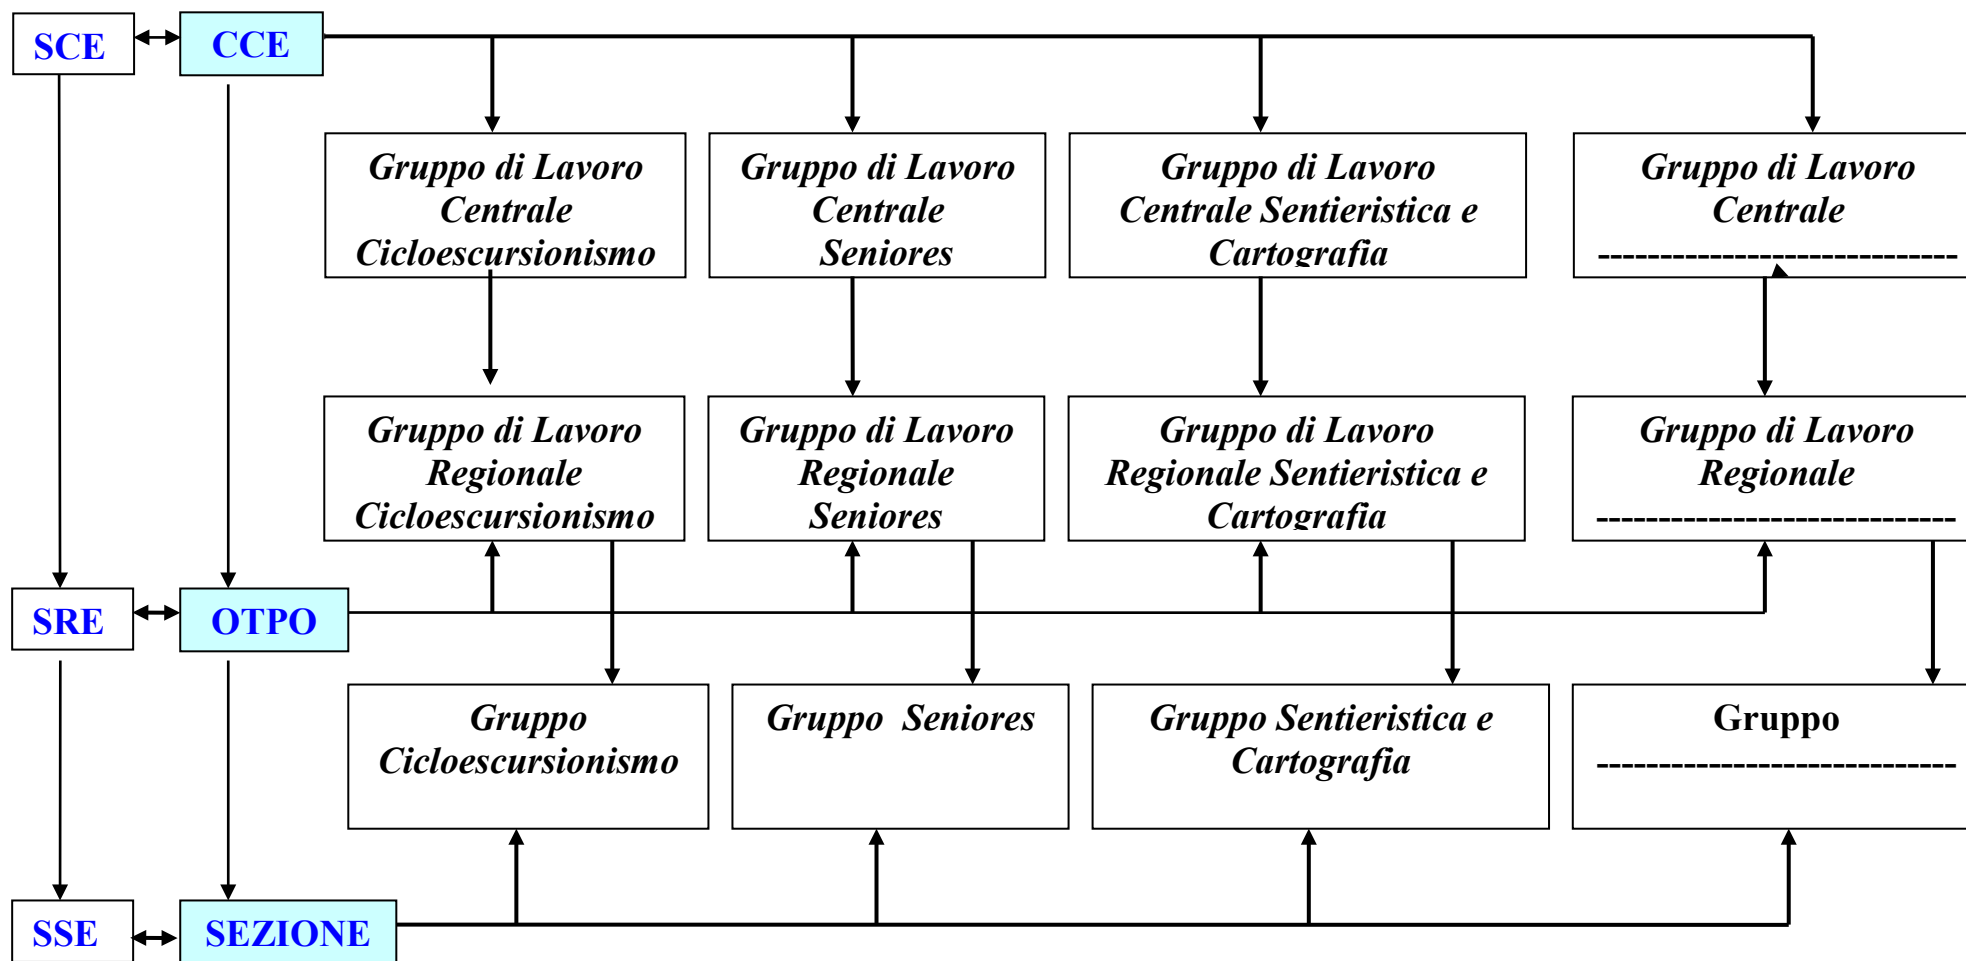 SCE
CCE
Gruppo di Lavoro
Centrale
Cicloescursionismo
Gruppo di Lavoro
Centrale
Seniores
Gruppo di Lavoro
Centrale Sentieristica e
Cartografia
Gruppo di Lavoro
Centrale
-----------------------------
Gruppo di Lavoro
Regionale
Cicloescursionismo
Gruppo di Lavoro
Regionale
Seniores
Gruppo di Lavoro
Regionale Sentieristica e
Cartografia
Gruppo di Lavoro
Regionale
-----------------------------
SRE
OTPO
Gruppo
Cicloescursionismo
Gruppo  Seniores
Gruppo Sentieristica e
Cartografia
Gruppo
-----------------------------
SSE
SEZIONE